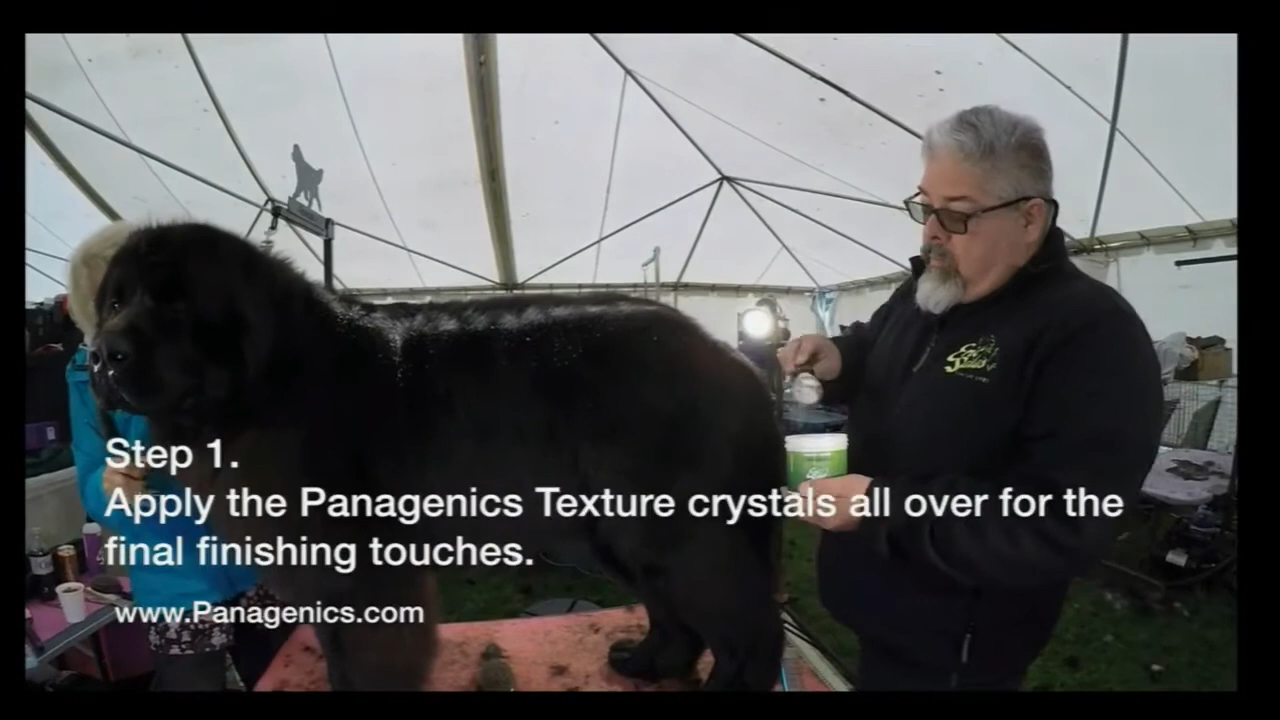 Step 1.
Apply the Panagenics Texture crystals all over for the
final finishing touches.
www.Panagenics.com